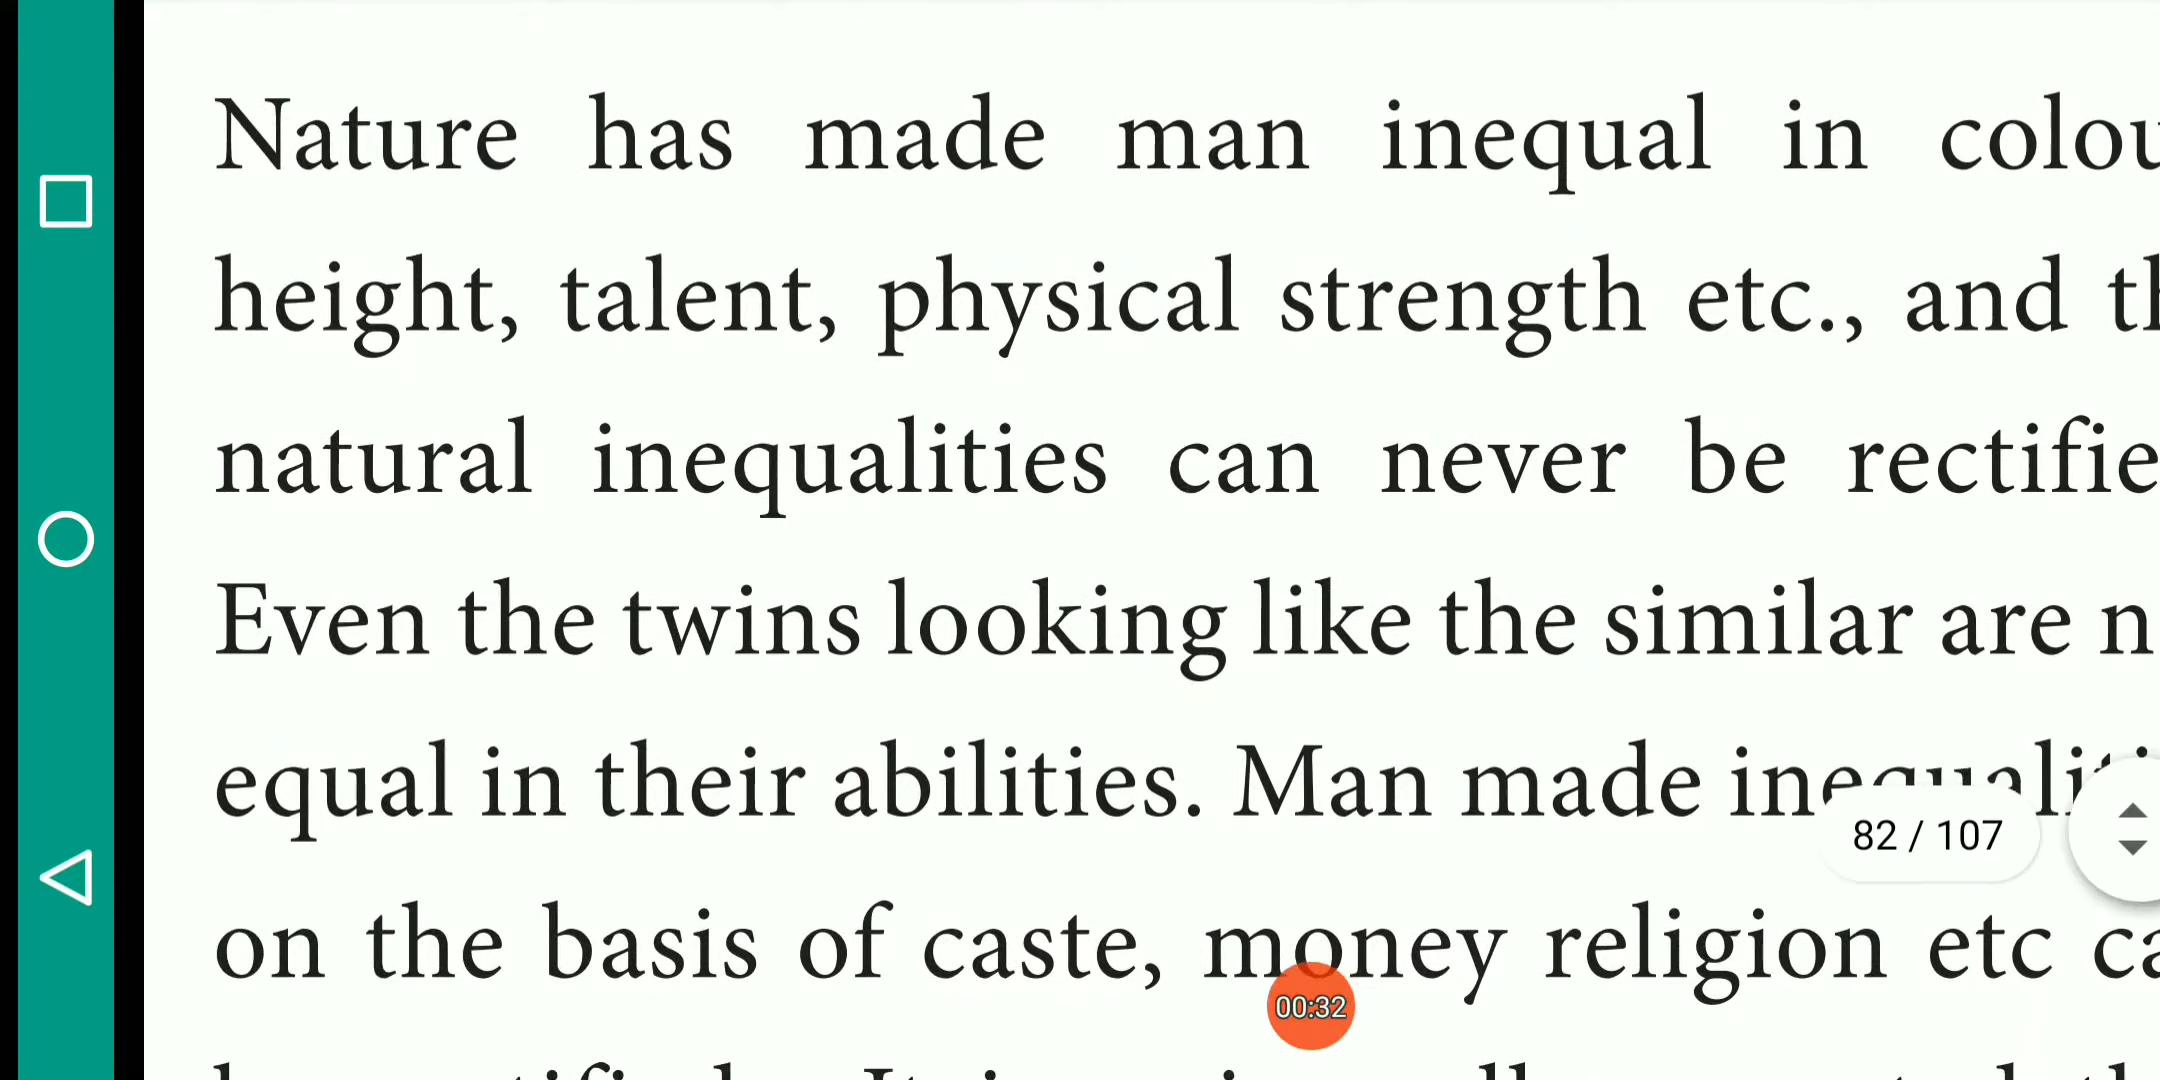 Nature has made man inequal in colou
height, talent, physical strength etc., and th
natural inequalities can never be rectifie
Even the twins looking like the similar are n
equal in their abilities. Man made
82 / 107
on the basis of caste, money religion etc ca
00:32